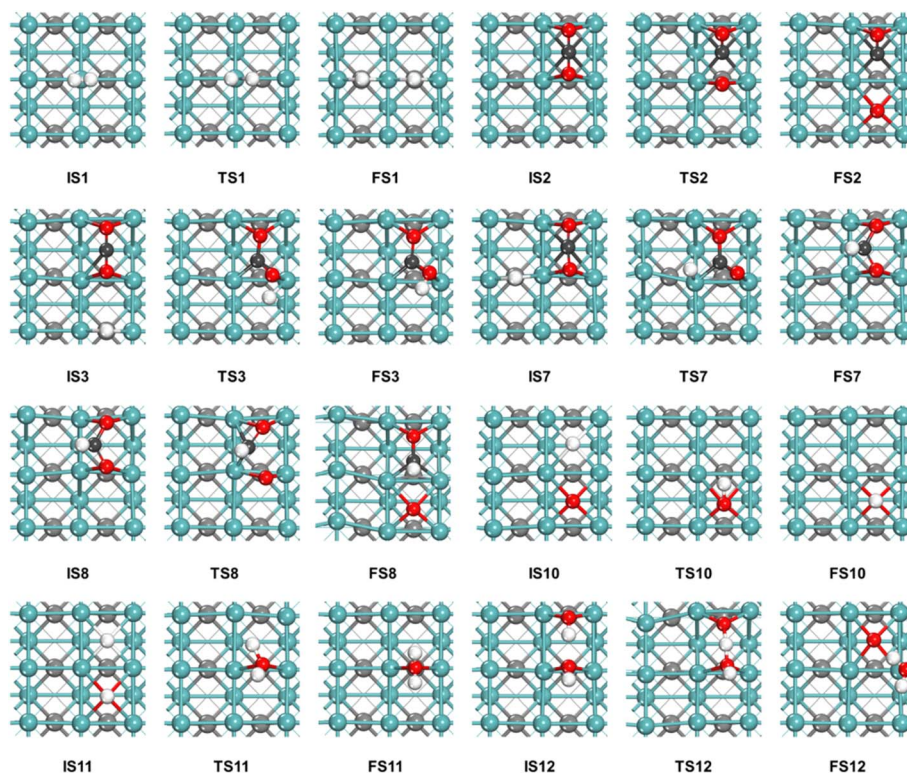 IS1 TS1 FS1 IS2 TS2 FS2
IS3 TS3 FS3 IS7 TS7 FS7
IS8 TS8 FS8 IS10 TS10 FS10
IS11 TS11 FS11 IS12 TS12 FS12